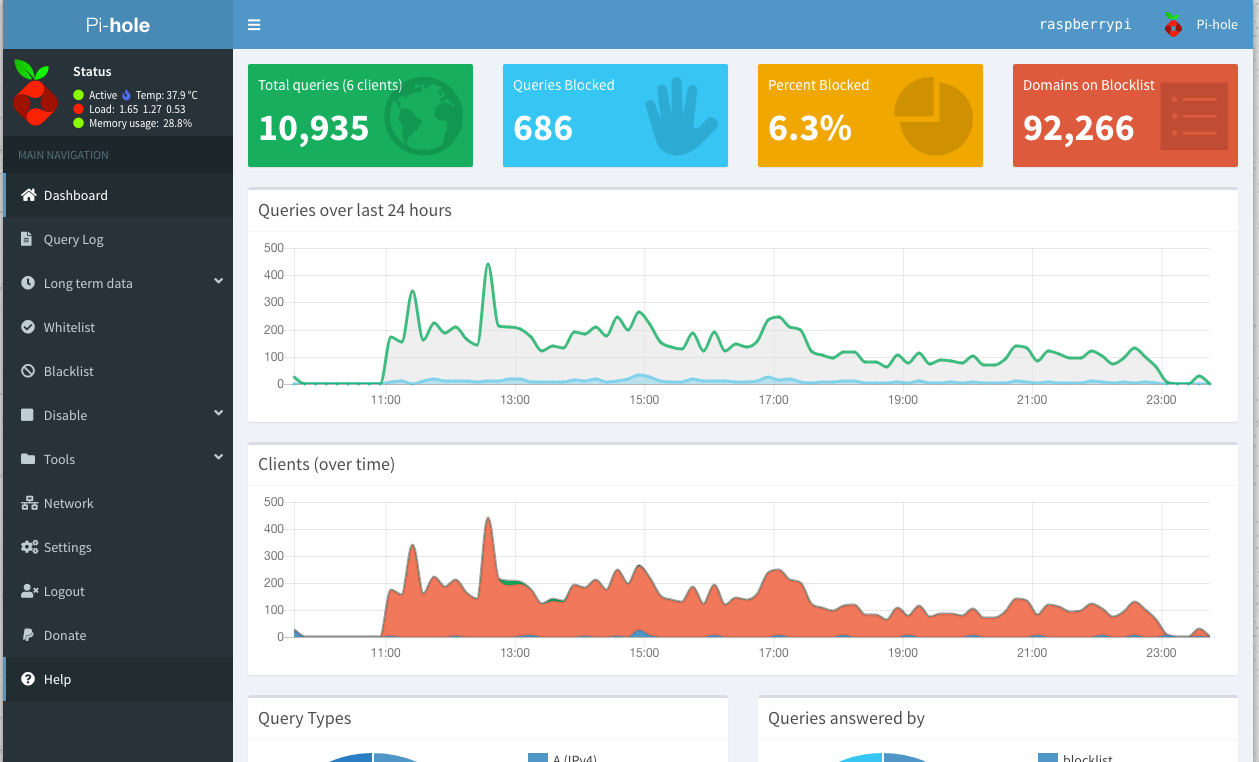 Pi-hole
raspberrypi
Pi-hole
Status
Active Temp: 37.9 °C
Load: 1.65 1.27 0.53
Memory usage: 28.8%
MAIN NAVIGATION
Dashboard
Query Log
Long term data
Whitelist
Blacklist
Disable
Tools
Network
Settings
Logout
Donate
Help
Total queries (6 clients)
10,935
Queries Blocked
686
Percent Blocked
6.3%
Domains on Blocklist
92,266
Queries over last 24 hours
500
400
300
200
100
0
11:00 13:00 15:00 17:00 19:00 21:00 23:00
Clients (over time)
500
400
300
200
100
0
11:00 13:00 15:00 17:00 19:00 21:00 23:00
Query Types
A (IPv4)
Queries answered by
blocklist